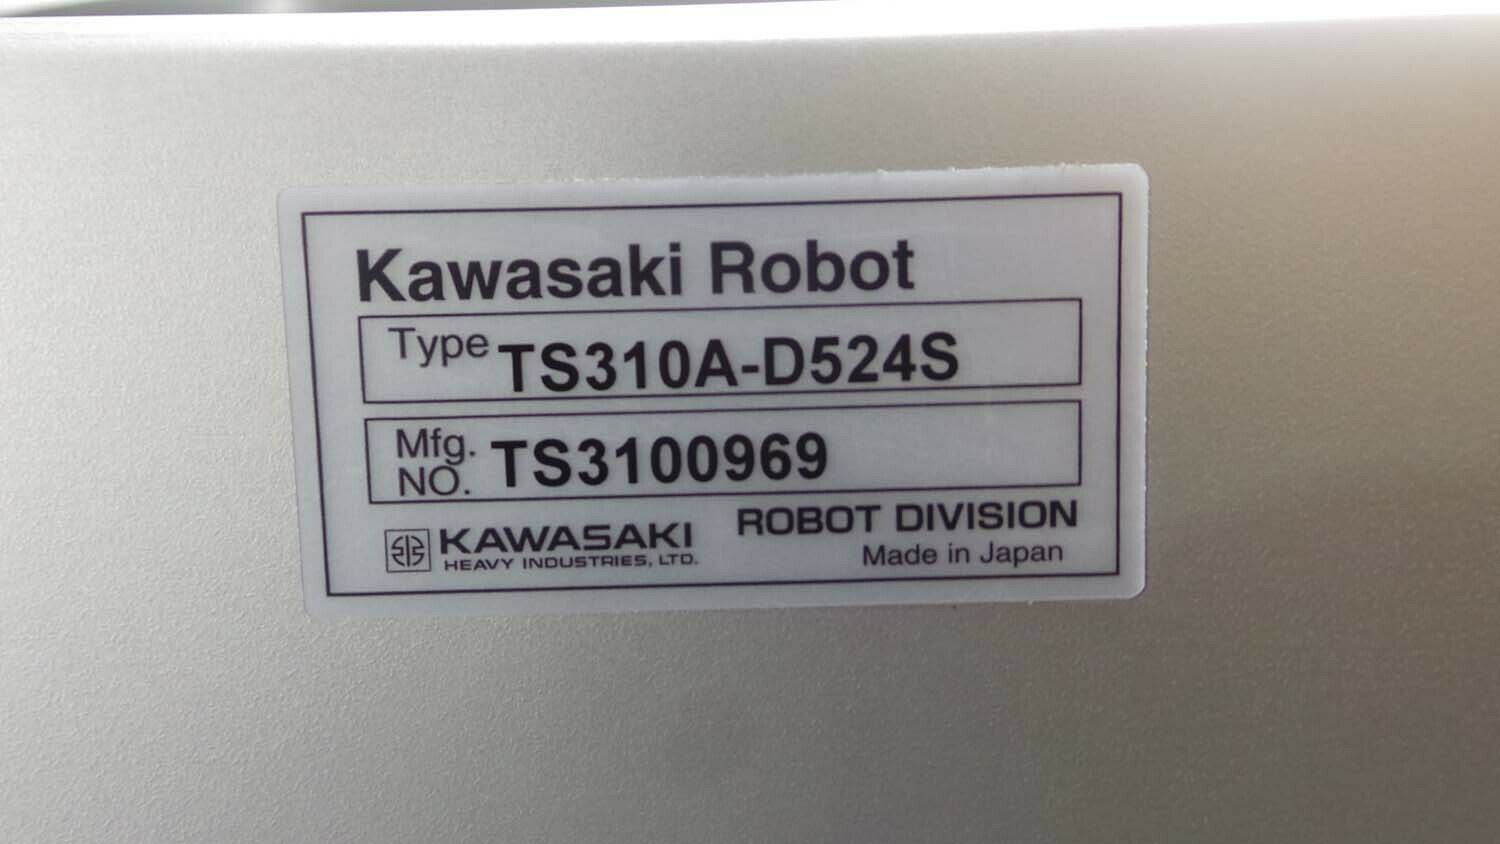 Kawasaki Robot
Type TS310A-D524S
Mfg. NO. TS3100969
KAWASAKI
HEAVY INDUSTRIES, LTD.
ROBOT DIVISION
Made in Japan